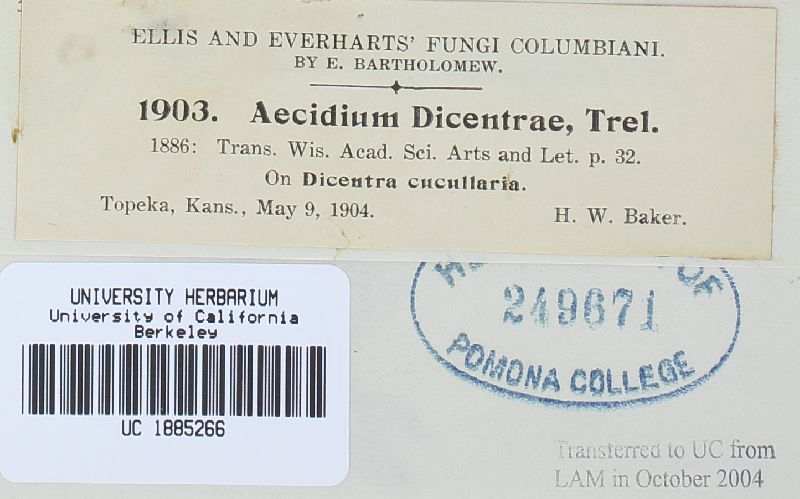 ELLIS AND EVERHARTS' FUNGI COLUMBIANI.
BY E. BARTHOLOMEW.
1903. Aecidium Dicentrae, Trel.
1886: Trans. Wis. Acad. Sci. Arts and Let. p. 32.
On Dicentra cucullaria.
Topeka, Kans., May 9, 1904. H. W. Baker.
UNIVERSITY HERBARIUM
University of California
Berkeley
UC 1885266
OF
249671
POMONA COLLEGE
Transferred to UC from
LAM in October 2004